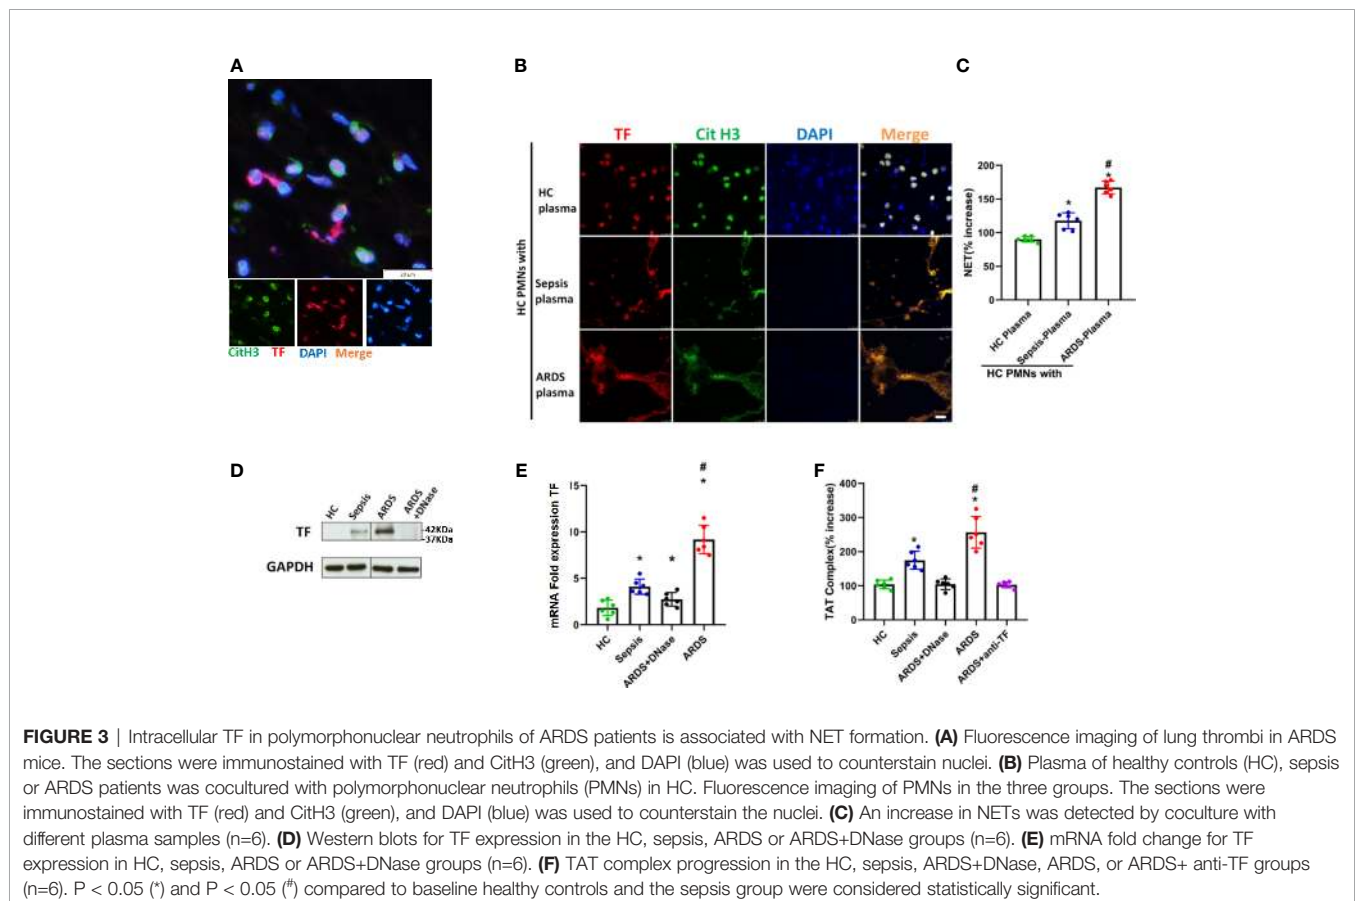 A
CitH3 TF DAPI Merge
B
TF Cit H3 DAPI Merge
HC PMNs with
HC
plasma
Sepsis
plasma
ARDS
plasma
C
NET(% increase)
200
150
100
50
0
HC Plasma
Sepsis-Plasma
ARDS-Plasma
HC PMNs with
*
#
*
D
HC
Sepsis
ARDS
ARDS
+DNase
TF
-42KDa
-37KDa
GAPDH
E
mRNA Fold expression TF
15
10
5
0
HC
Sepsis
ARDS+DNase
ARDS
*
*
#
*
F
TAT Complex(% increase)
400
300
200
100
0
HC
Sepsis
ARDS+DNase
ARDS
ARDS+anti-TF
*
#
*
FIGURE 3 | Intracellular TF in polymorphonuclear neutrophils of ARDS patients is associated with NET formation. (A) Fluorescence imaging of lung thrombi in ARDS
mice. The sections were immunostained with TF (red) and CitH3 (green), and DAPI (blue) was used to counterstain nuclei. (B) Plasma of healthy controls (HC), sepsis
or ARDS patients was cocultured with polymorphonuclear neutrophils (PMNs) in HC. Fluorescence imaging of PMNs in the three groups. The sections were
immunostained with TF (red) and CitH3 (green), and DAPI (blue) was used to counterstain the nuclei. (C) An increase in NETs was detected by coculture with
different plasma samples (n=6). (D) Western blots for TF expression in the HC, sepsis, ARDS or ARDS+DNase groups (n=6). (E) mRNA fold change for TF
expression in HC, sepsis, ARDS or ARDS+DNase groups (n=6). (F) TAT complex progression in the HC, sepsis, ARDS+DNase, ARDS, or ARDS+ anti-TF groups
(n=6). P < 0.05 (*) and P < 0.05 (#) compared to baseline healthy controls and the sepsis group were considered statistically significant.